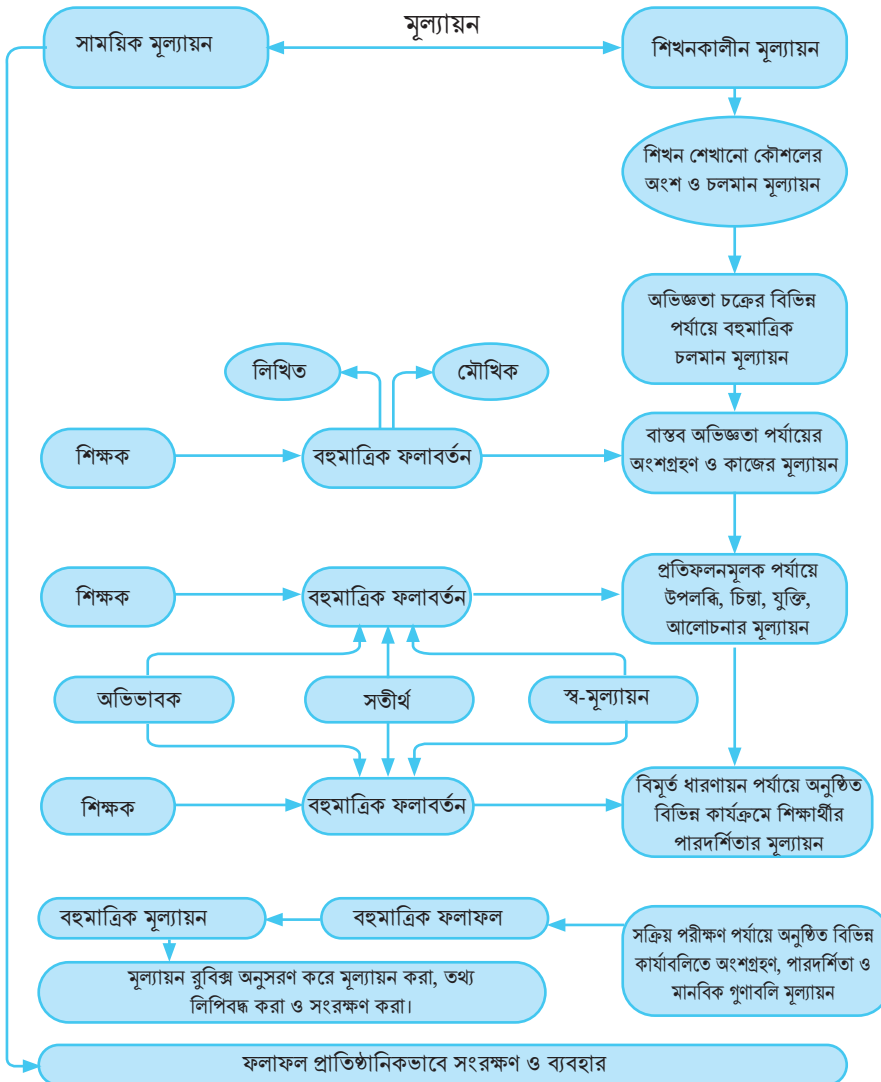 মূল্যায়ন
সাময়িক মূল্যায়ন
শিখনকালীন মূল্যায়ন
শিখন শেখানো কৌশলের
অংশ ও চলমান মূল্যায়ন
অভিজ্ঞতা চক্রের বিভিন্ন
পর্যায়ে বহুমাত্রিক
চলমান মূল্যায়ন
লিখিত
মৌখিক
শিক্ষক
বহুমাত্রিক ফলাবর্তন
বাস্তব অভিজ্ঞতা পর্যায়ের
অংশগ্রহণ ও কাজের মূল্যায়ন
শিক্ষক
বহুমাত্রিক ফলাবর্তন
প্রতিফলনমূলক পর্যায়ে
উপলব্ধি, চিন্তা, যুক্তি,
আলোচনার মূল্যায়ন
অভিভাবক
সতীর্থ
স্ব-মূল্যায়ন
শিক্ষক
বহুমাত্রিক ফলাবর্তন
বিমূর্ত ধারণায়ন পর্যায়ে অনুষ্ঠিত
বিভিন্ন কার্যক্রমে শিক্ষার্থীর
পারদর্শিতার মূল্যায়ন
বহুমাত্রিক মূল্যায়ন
বহুমাত্রিক ফলাফল
সক্রিয় পরীক্ষণ পর্যায়ে অনুষ্ঠিত বিভিন্ন
কার্যাবলিতে অংশগ্রহণ, পারদর্শিতা ও
মানবিক গুণাবলি মূল্যায়ন
মূল্যায়ন রুবিক্স অনুসরণ করে মূল্যায়ন করা, তথ্য
লিপিবদ্ধ করা ও সংরক্ষণ করা।
ফলাফল প্রাতিষ্ঠানিকভাবে সংরক্ষণ ও ব্যবহার